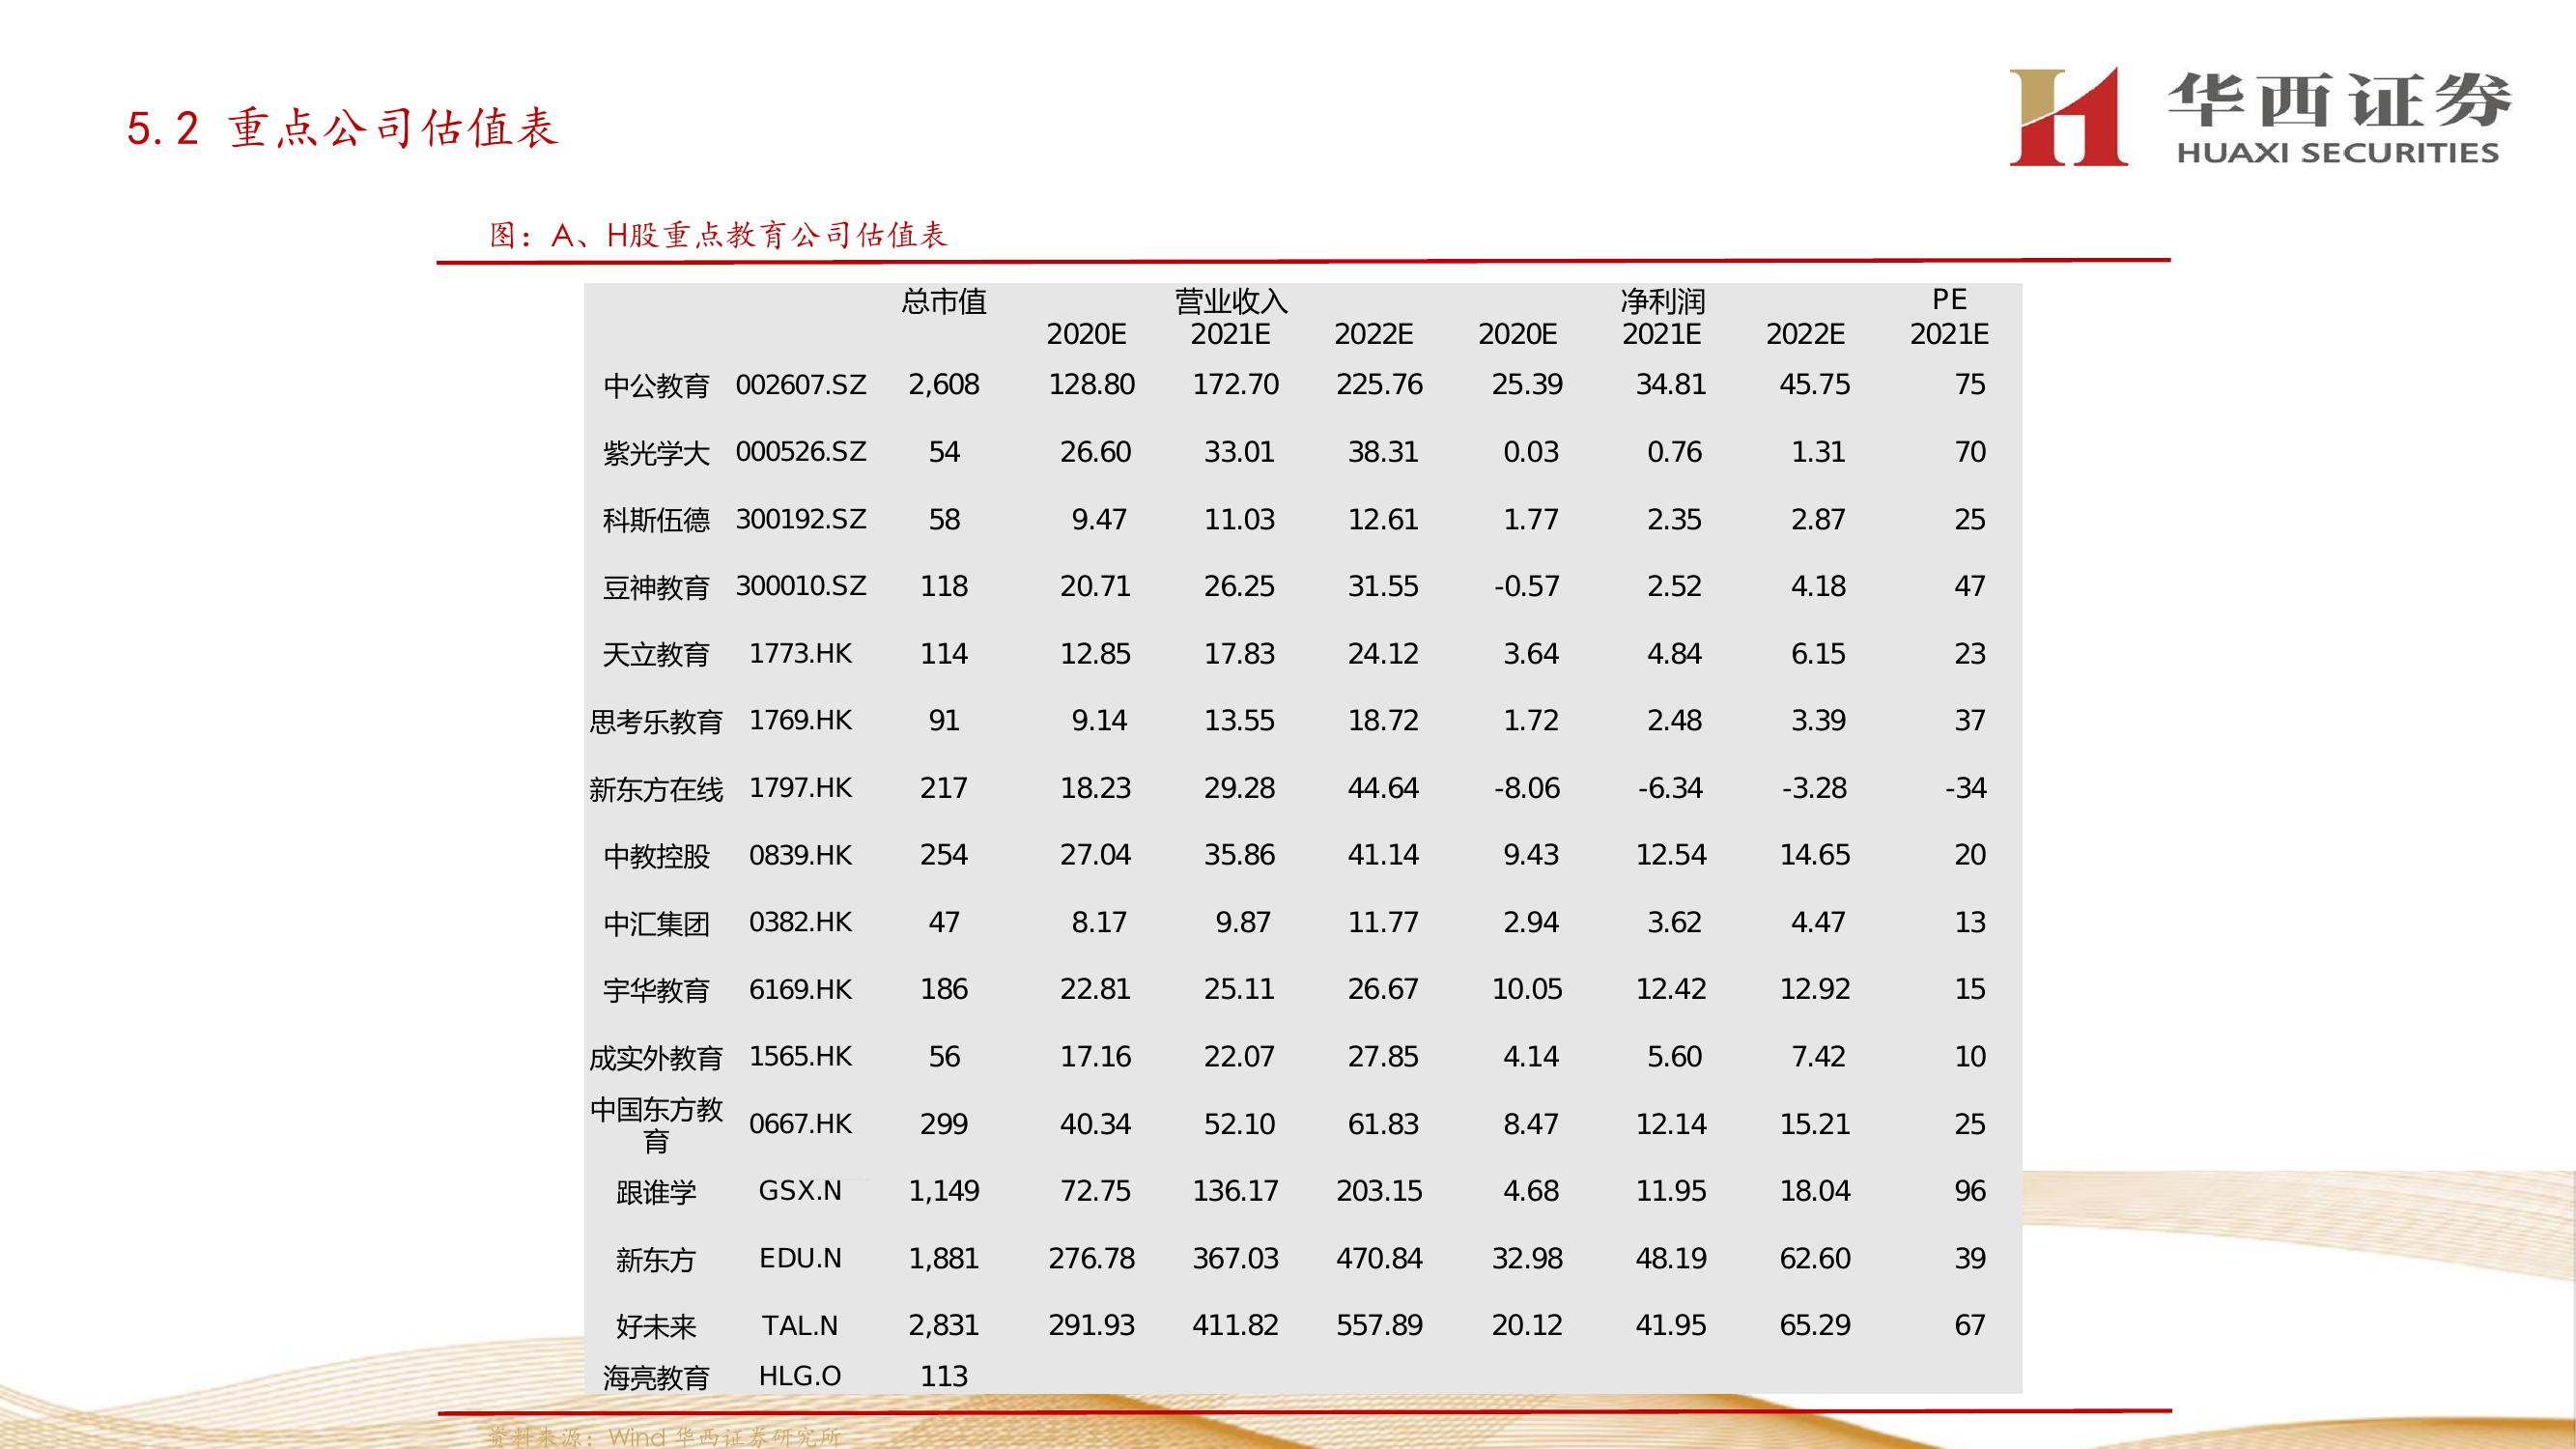 5.2 重点公司估值表
华西证券
HUAXI SECURITIES
图：A、H股重点教育公司估值表
总市值 营业收入 净利润 PE
2020E 2021E 2022E 2020E 2021E 2022E 2021E
中公教育 002607.SZ 2,608 128.80 172.70 225.76 25.39 34.81 45.75 75
紫光学大 000526.SZ 54 26.60 33.01 38.31 0.03 0.76 1.31 70
科斯伍德 300192.SZ 58 9.47 11.03 12.61 1.77 2.35 2.87 25
豆神教育 300010.SZ 118 20.71 26.25 31.55 -0.57 2.52 4.18 47
天立教育 1773.HK 114 12.85 17.83 24.12 3.64 4.84 6.15 23
思考乐教育 1769.HK 91 9.14 13.55 18.72 1.72 2.48 3.39 37
新东方在线 1797.HK 217 18.23 29.28 44.64 -8.06 -6.34 -3.28 -34
中教控股 0839.HK 254 27.04 35.86 41.14 9.43 12.54 14.65 20
中汇集团 0382.HK 47 8.17 9.87 11.77 2.94 3.62 4.47 13
宇华教育 6169.HK 186 22.81 25.11 26.67 10.05 12.42 12.92 15
成实外教育 1565.HK 56 17.16 22.07 27.85 4.14 5.60 7.42 10
中国东方教
育 0667.HK 299 40.34 52.10 61.83 8.47 12.14 15.21 25
跟谁学 GSX.N 1,149 72.75 136.17 203.15 4.68 11.95 18.04 96
新东方 EDU.N 1,881 276.78 367.03 470.84 32.98 48.19 62.60 39
好未来 TAL.N 2,831 291.93 411.82 557.89 20.12 41.95 65.29 67
海亮教育 HLG.O 113
资料来源：Wind 华西证券研究所